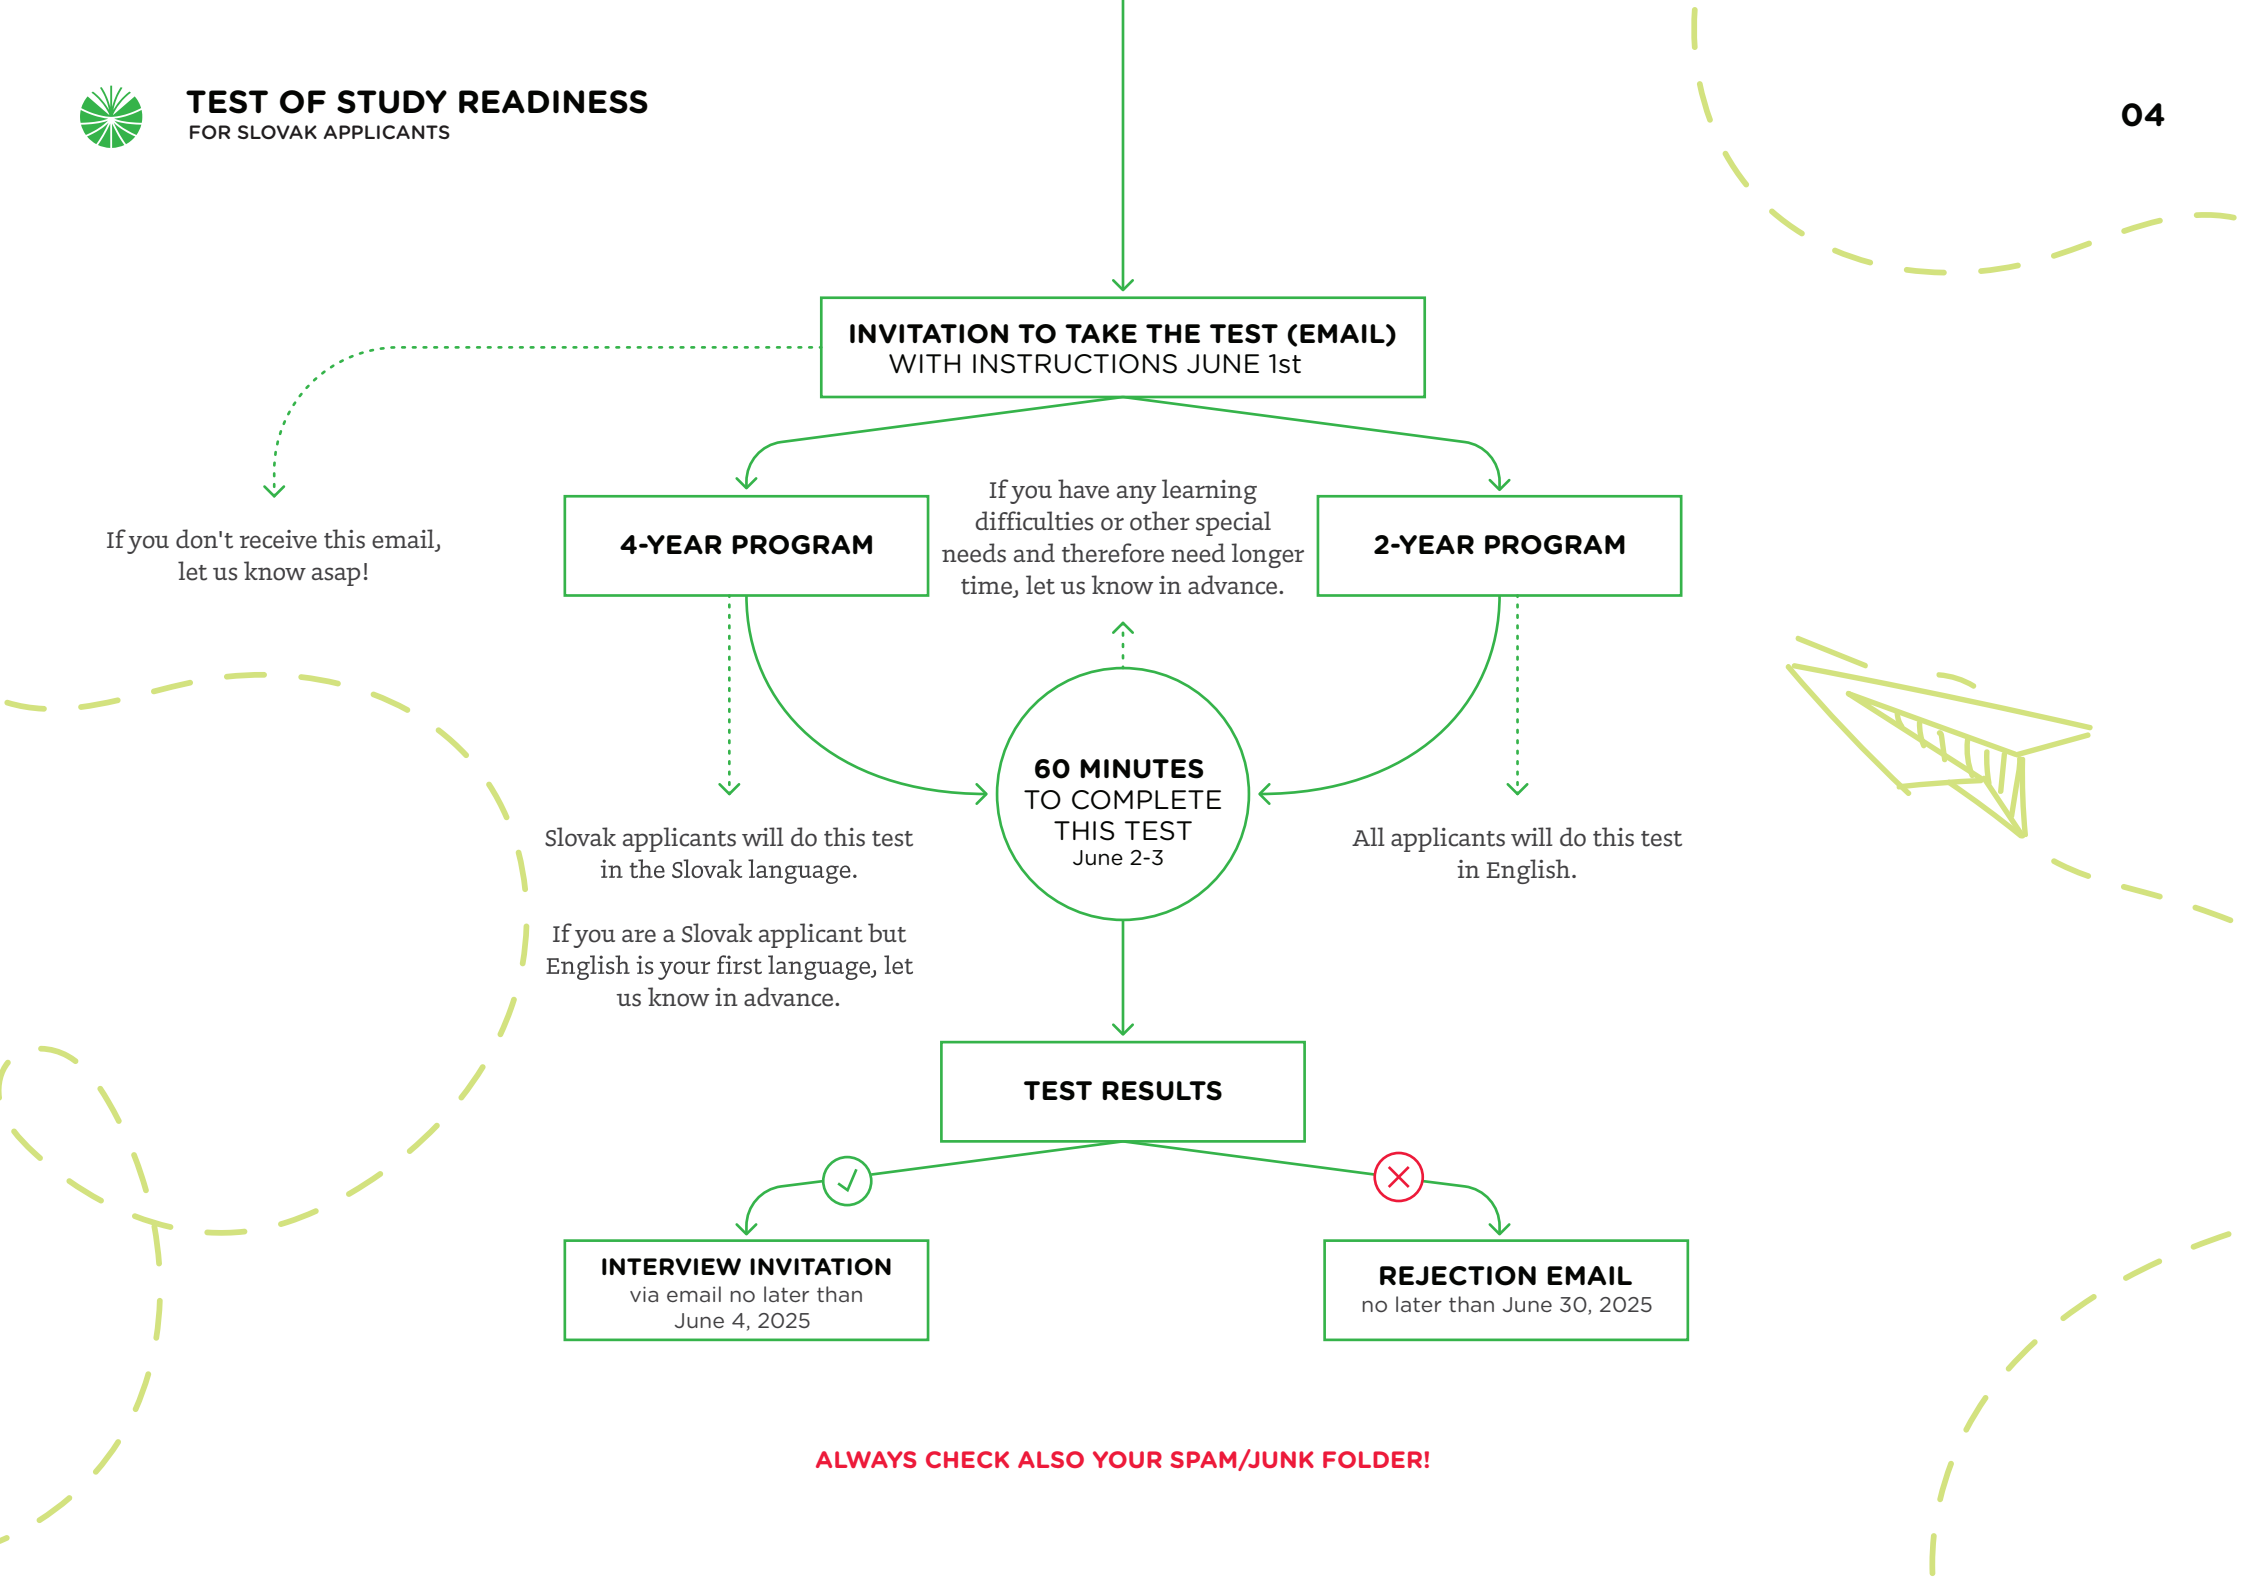 TEST OF STUDY READINESS
FOR SLOVAK APPLICANTS
04
INVITATION TO TAKE THE TEST (EMAIL)
WITH INSTRUCTIONS JUNE 1st
If you don't receive this email,
let us know asap!
4-YEAR PROGRAM
If you have any learning
difficulties or other special
needs and therefore need longer
time, let us know in advance.
2-YEAR PROGRAM
60 MINUTES
TO COMPLETE
THIS TEST
June 2-3
Slovak applicants will do this test
in the Slovak language.
If you are a Slovak applicant but
English is your first language, let
us know in advance.
All applicants will do this test
in English.
TEST RESULTS
INTERVIEW INVITATION
via email no later than
June 4, 2025
REJECTION EMAIL
no later than June 30, 2025
ALWAYS CHECK ALSO YOUR SPAM/JUNK FOLDER!